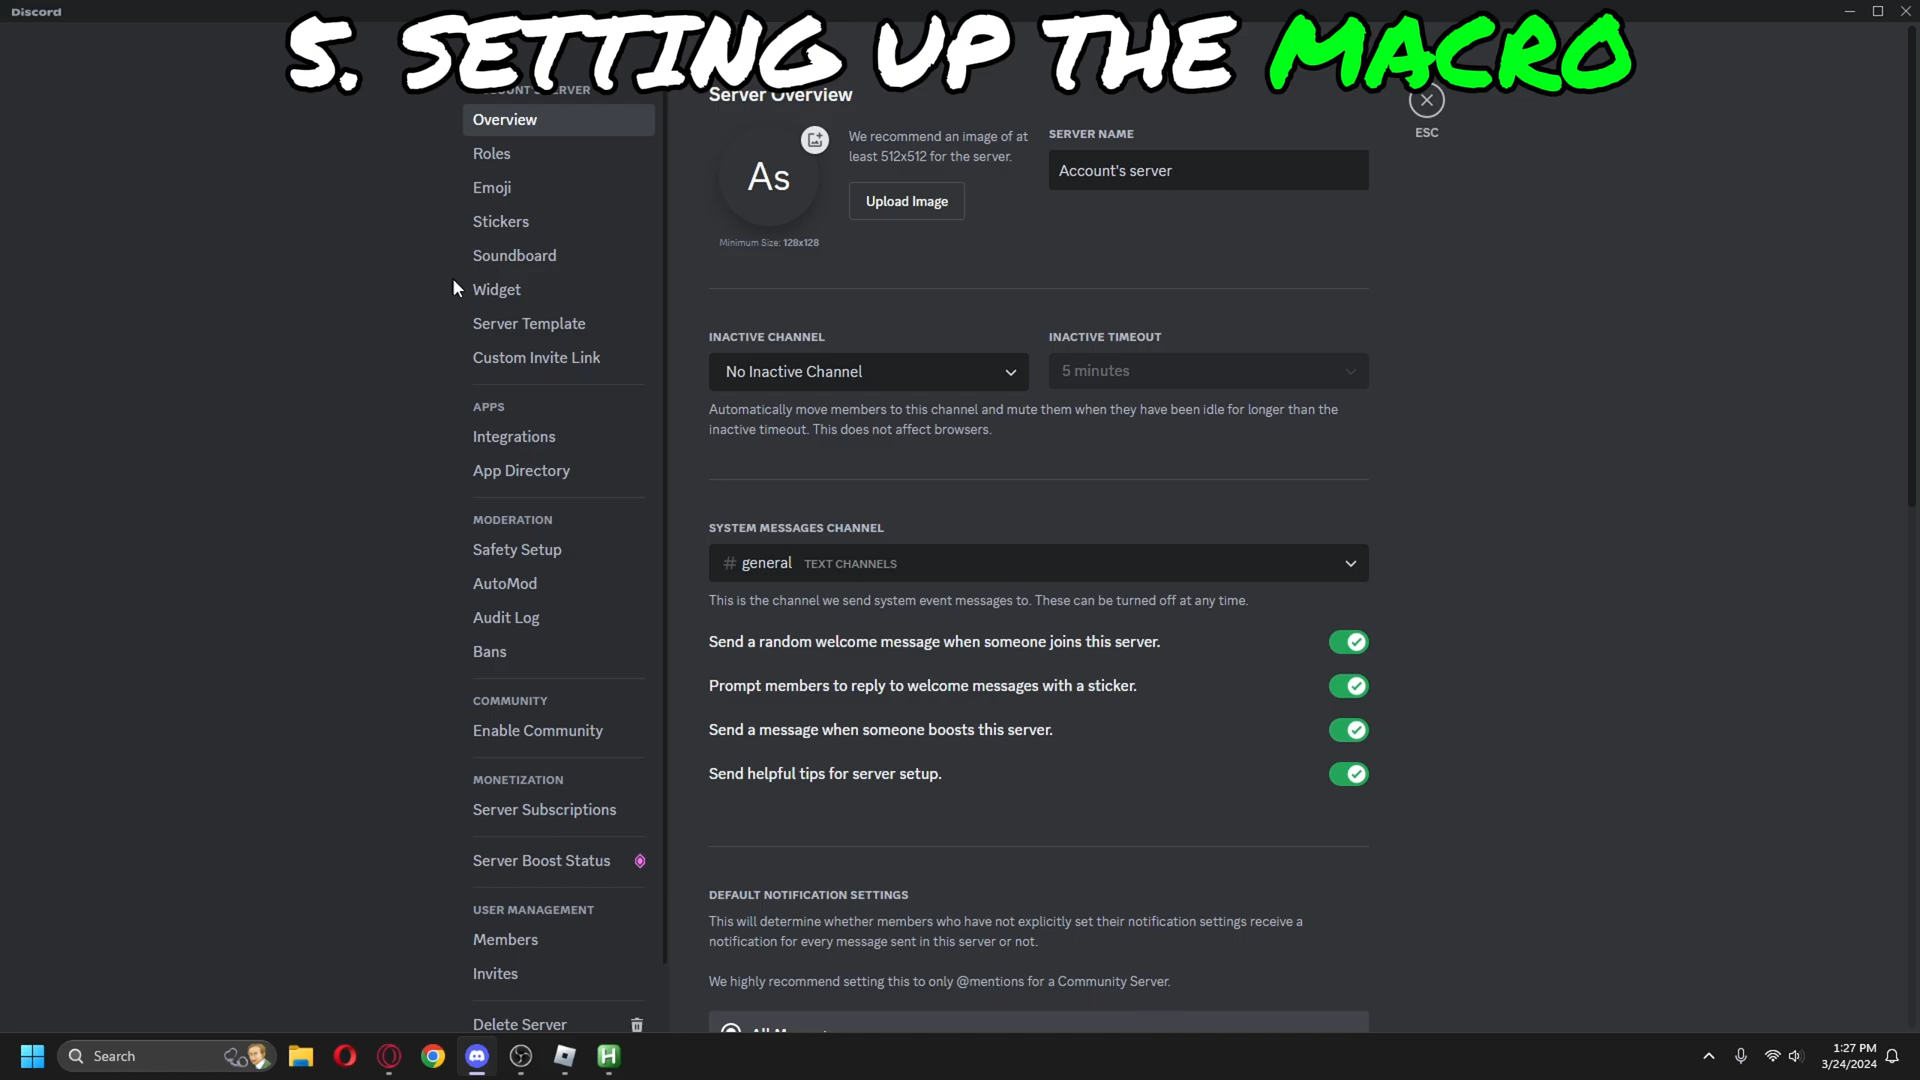 Discord
5. SETTING UP THE MACRO
Server Overview
Overview
Roles
Emoji
Stickers
Soundboard
Widget
Server Template
Custom Invite Link
APPS
Integrations
App Directory
MODERATION
Safety Setup
AutoMod
Audit Log
Bans
COMMUNITY
Enable Community
MONETIZATION
Server Subscriptions
Server Boost Status
USER MANAGEMENT
Members
Invites
Delete Server
As
Minimum Size: 128x128
We recommend an image of at
least 512x512 for the server.
Upload Image
SERVER NAME
Account's server
ESC
INACTIVE CHANNEL
No Inactive Channel
INACTIVE TIMEOUT
5 minutes
Automatically move members to this channel and mute them when they have been idle for longer than the
inactive timeout. This does not affect browsers.
SYSTEM MESSAGES CHANNEL
# general TEXT CHANNELS
This is the channel we send system event messages to. These can be turned off at any time.
Send a random welcome message when someone joins this server.
Prompt members to reply to welcome messages with a sticker.
Send a message when someone boosts this server.
Send helpful tips for server setup.
DEFAULT NOTIFICATION SETTINGS
This will determine whether members who have not explicitly set their notification settings receive a
notification for every message sent in this server or not.
We highly recommend setting this to only @mentions for a Community Server.
Search
1:27 PM
3/24/2024